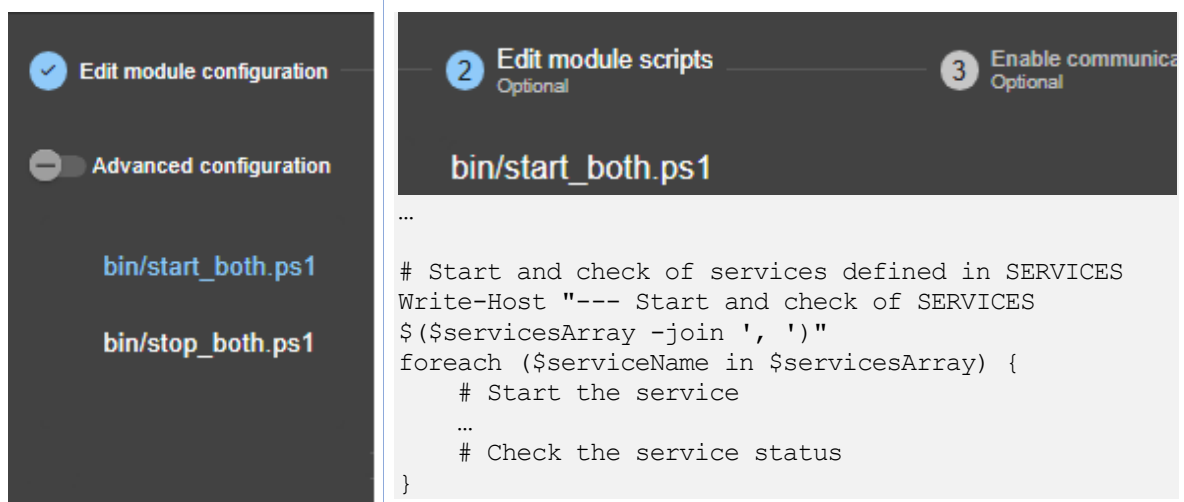 Edit module configuration
Advanced configuration
bin/start_both.ps1
bin/stop_both.ps1
2
Edit module scripts
Optional
3
Enable communica
Optional
bin/start_both.ps1
…
# Start and check of services defined in SERVICES
Write-Host "--- Start and check of SERVICES
$($servicesArray -join ', ')"
foreach ($serviceName in $servicesArray) {
    # Start the service
    …
    # Check the service status
}